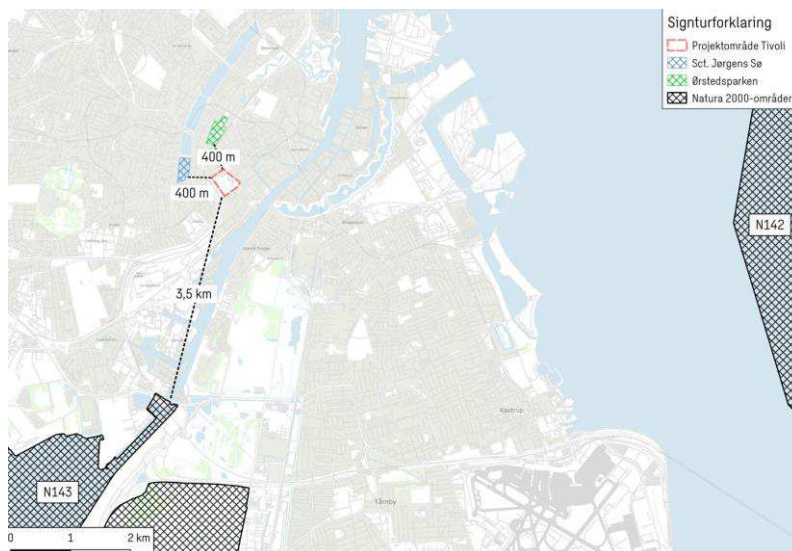 Signturforklaring
Projektområde Tivoli
Sct. Jørgens Sø
Ørstedsparken
Natura 2000-områder
400 m
400 m
N142
3,5 km
Kastrup
N143
Tårnby
0 1 2 km